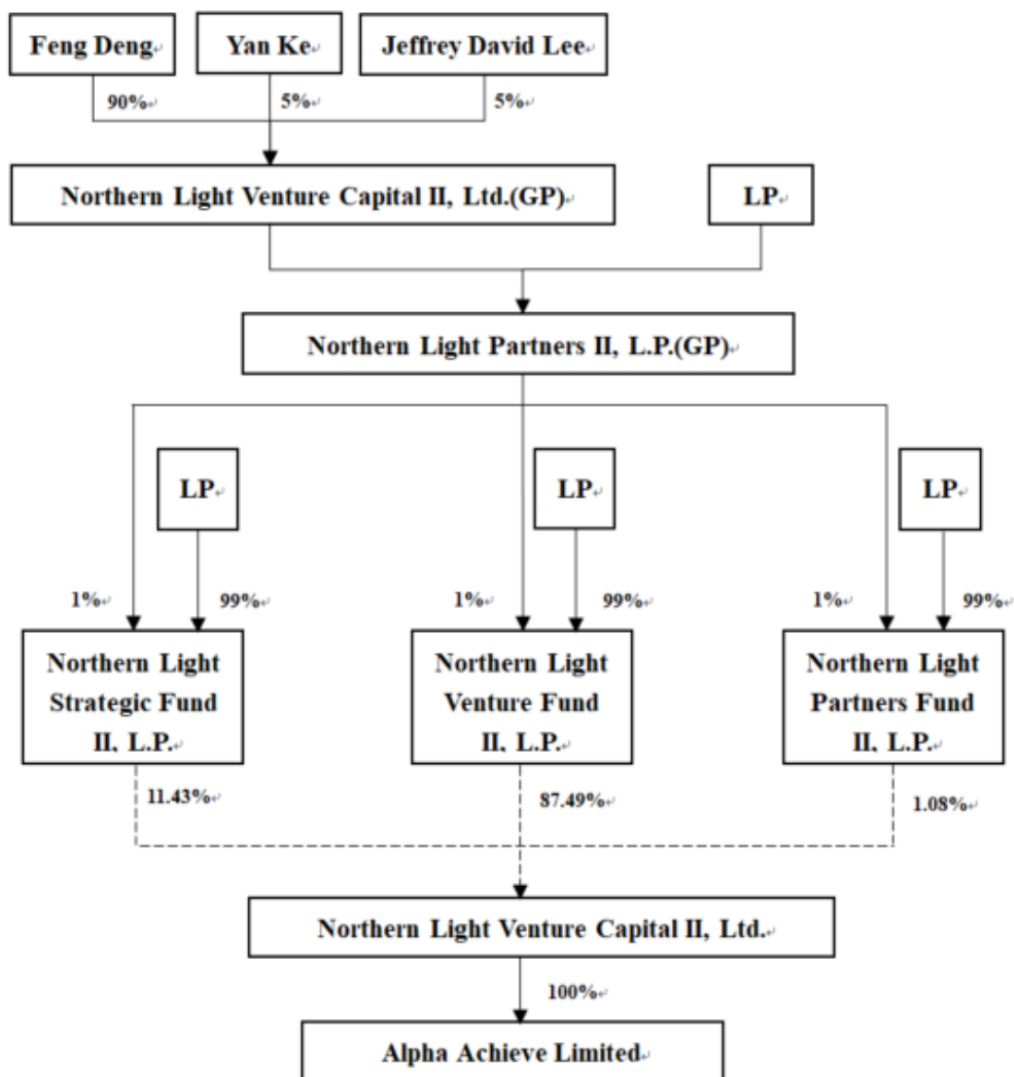 Feng Deng
Yan Ke
Jeffrey David Lee
90%
5%
5%
Northern Light Venture Capital II, Ltd.(GP)
LP
Northern Light Partners II, L.P.(GP)
LP
LP
LP
1%
99%
1%
99%
1%
99%
Northern Light
Strategic Fund
II, L.P.
Northern Light
Venture Fund
II, L.P.
Northern Light
Partners Fund
II, L.P.
11.43%
87.49%
1.08%
Northern Light Venture Capital II, Ltd.
100%
Alpha Achieve Limited